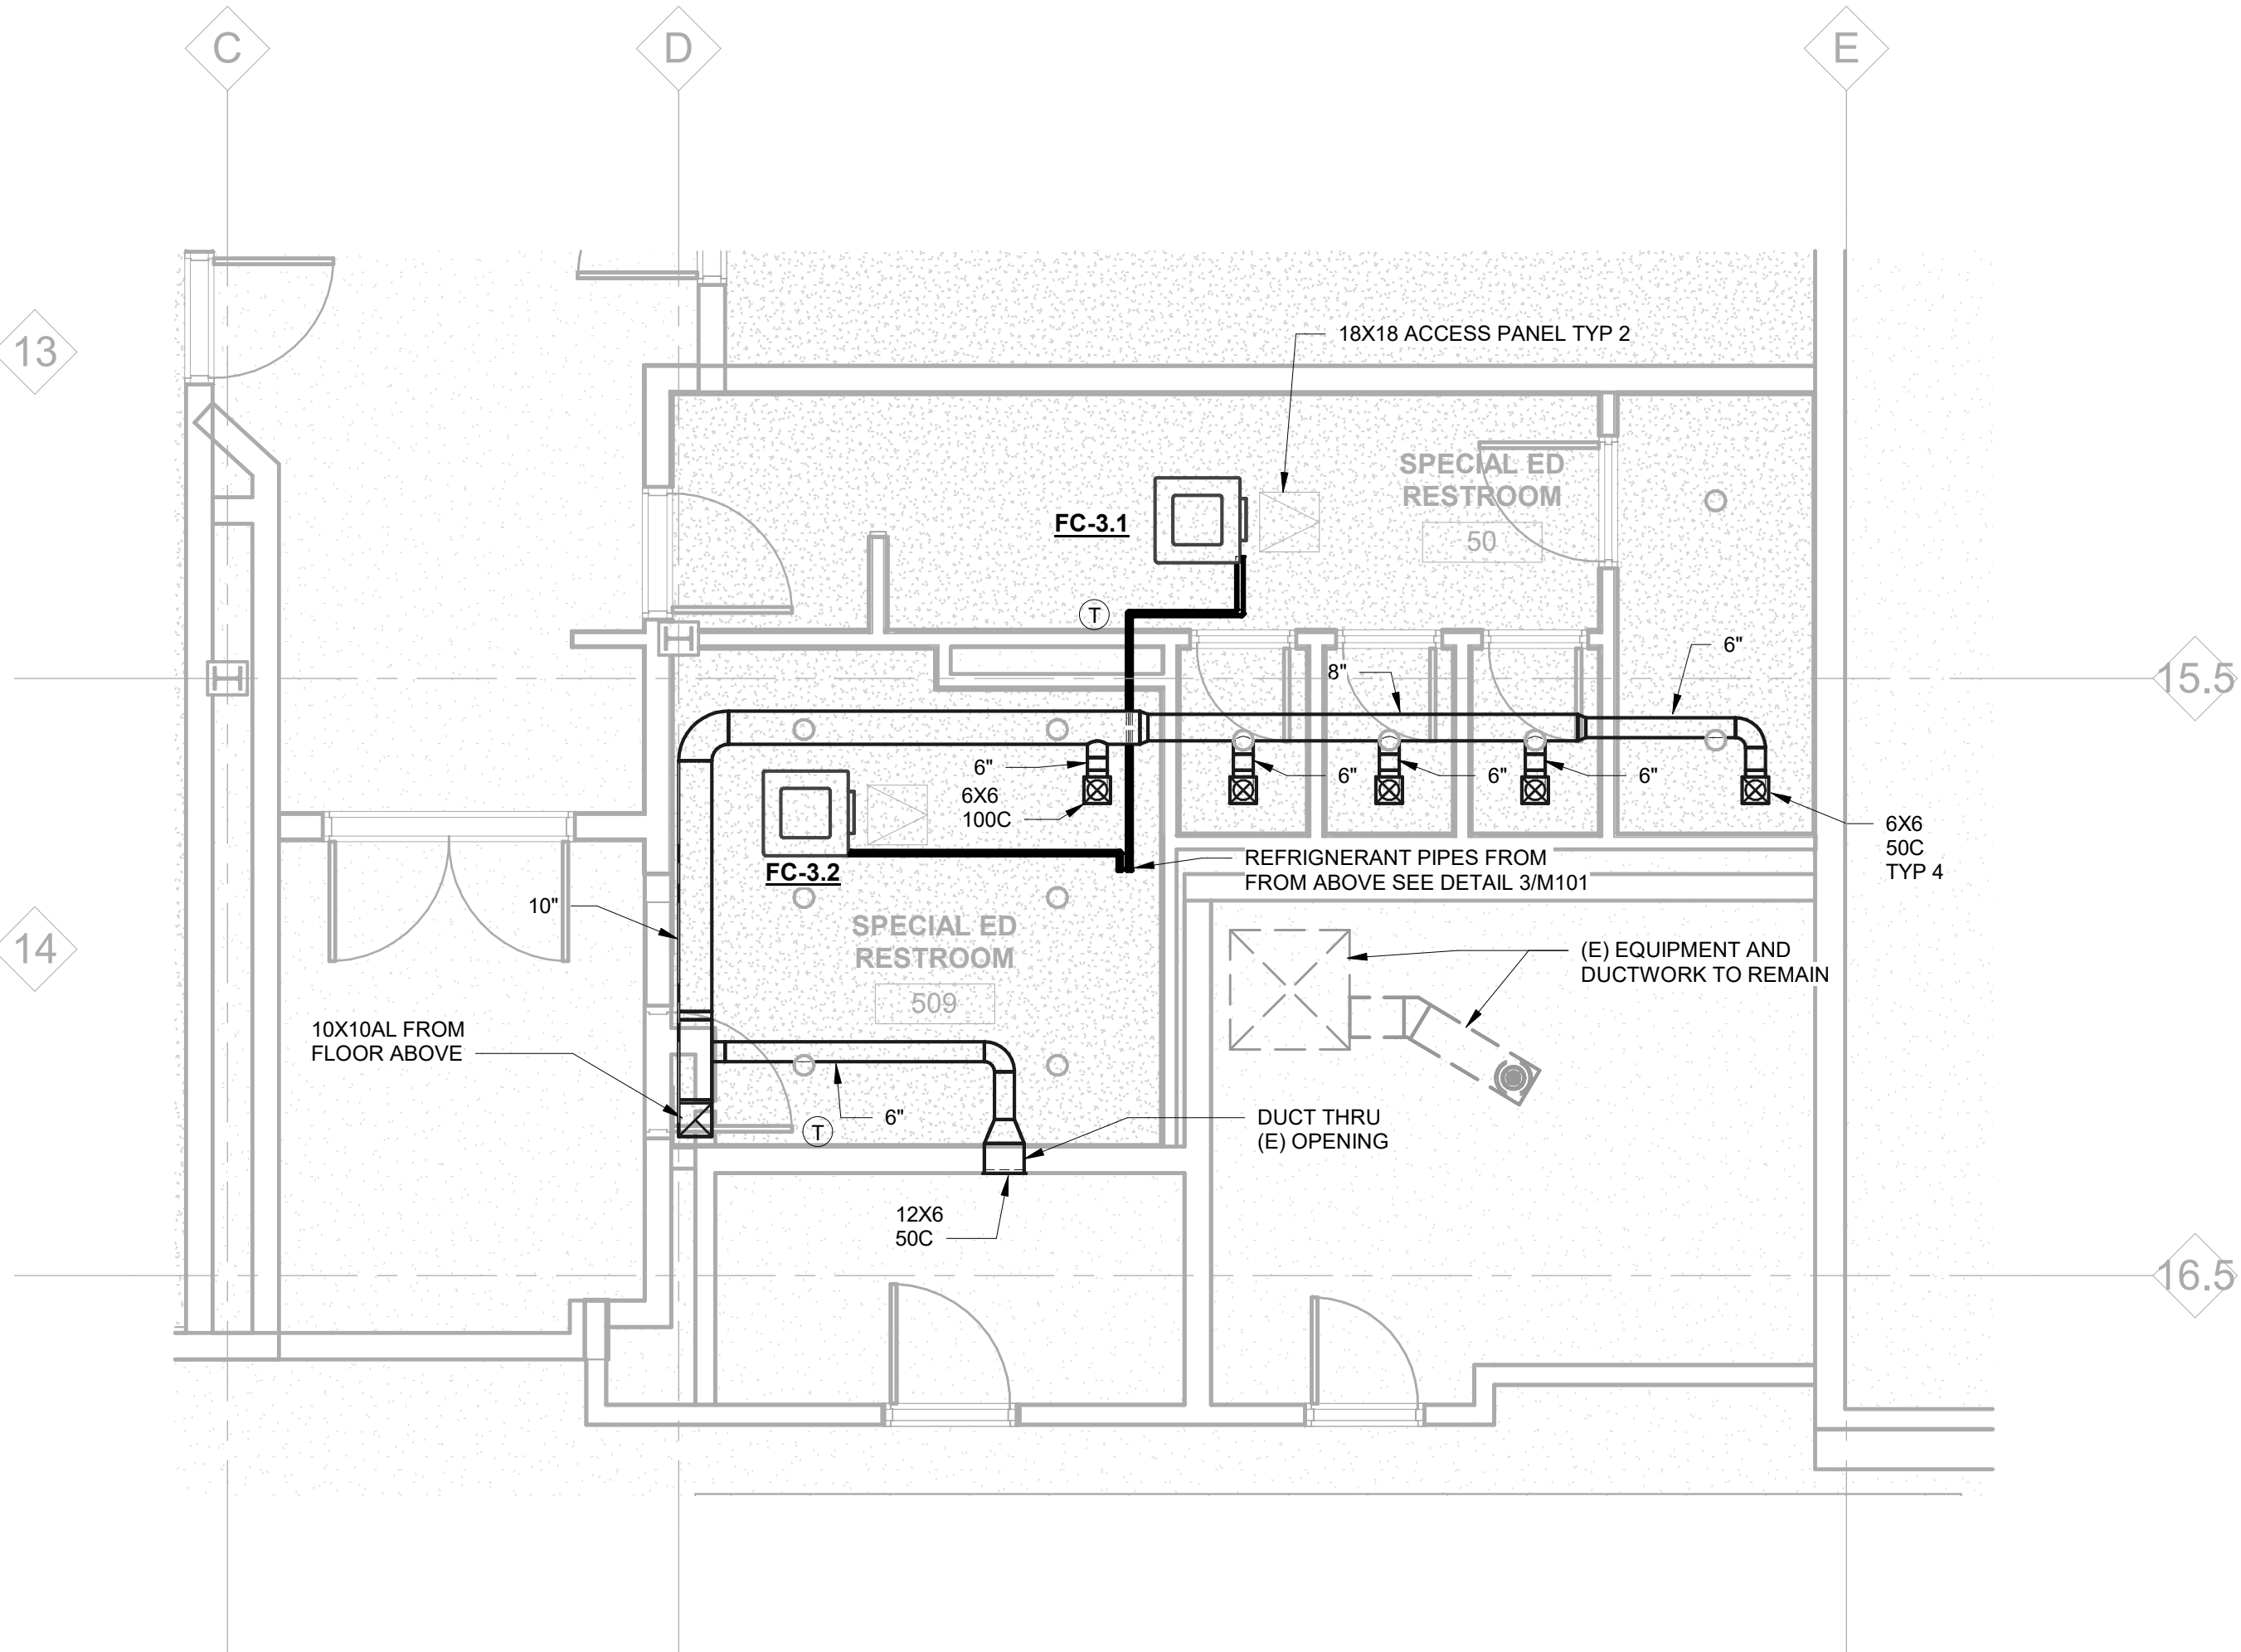 C
D
E
13
18X18 ACCESS PANEL TYP 2
SPECIAL ED
RESTROOM
50
FC-3.1
T
6"
8"
15.5
6"
6X6
100C
6"
6"
6"
6X6
50C
TYP 4
REFRIGNERANT PIPES FROM
FROM ABOVE SEE DETAIL 3/M101
FC-3.2
10"
14
SPECIAL ED
RESTROOM
509
(E) EQUIPMENT AND
DUCTWORK TO REMAIN
10X10AL FROM
FLOOR ABOVE
6"
T
DUCT THRU
(E) OPENING
12X6
50C
16.5